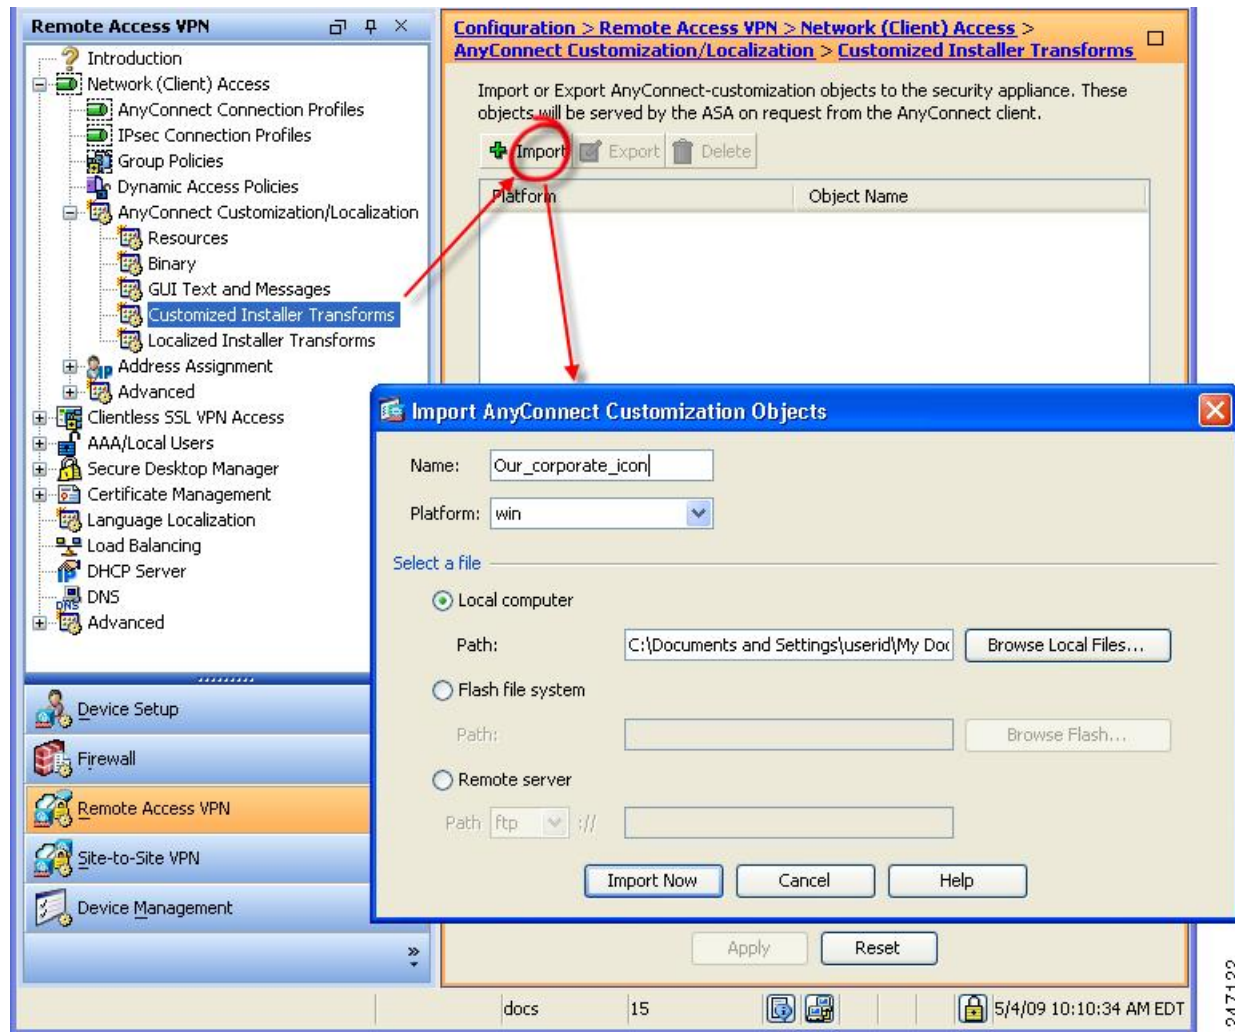 Remote Access VPN
Introduction
Network (Client) Access
AnyConnect Connection Profiles
IPsec Connection Profiles
Group Policies
Dynamic Access Policies
AnyConnect Customization/Localization
Resources
Binary
GUI Text and Messages
Customized Installer Transforms
Localized Installer Transforms
Address Assignment
Advanced
Clientless SSL VPN Access
AAA/Local Users
Secure Desktop Manager
Certificate Management
Language Localization
Load Balancing
DHCP Server
DNS
Advanced
Device Setup
Firewall
Remote Access VPN
Site-to-Site VPN
Device Management
Configuration > Remote Access VPN > Network (Client) Access >
AnyConnect Customization/Localization > Customized Installer Transforms
Import or Export AnyConnect-customization objects to the security appliance. These
objects will be served by the ASA on request from the AnyConnect client.
Import Export Delete
Platform Object Name
Import AnyConnect Customization Objects
Name: Our_corporate_icon
Platform: win
Select a file
Local computer
Path: C:\Documents and Settings\userid\My Doc Browse Local Files...
Flash file system
Path: Browse Flash...
Remote server
Path ftp ://
Import Now Cancel Help
Apply Reset
docs 15 5/4/09 10:10:34 AM EDT
247122